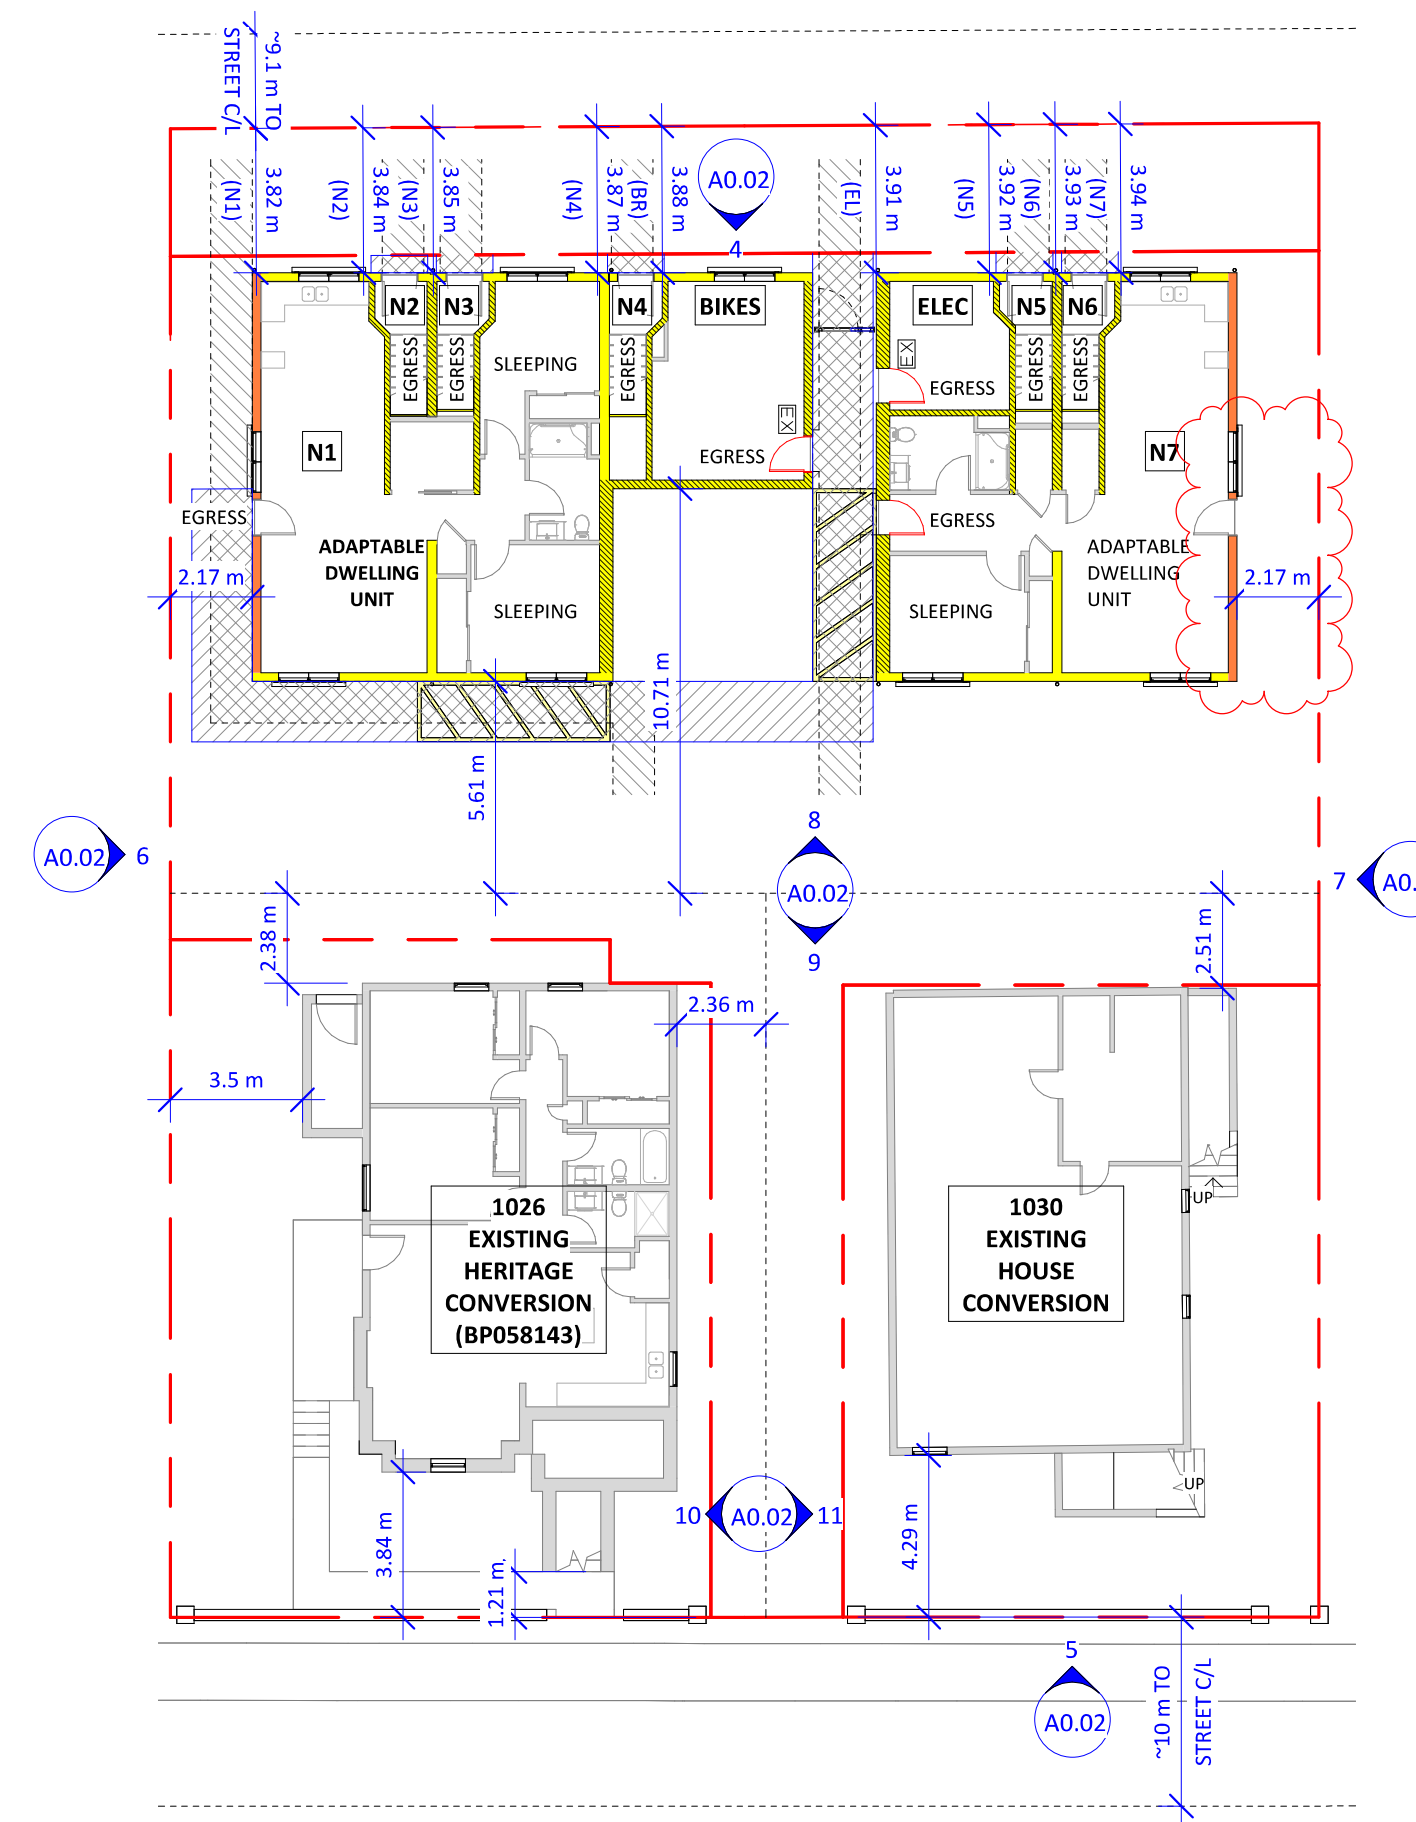 ~9.1 m TO
STREET C/L
(N1)
3.82 m
(N2)
3.84 m
(N3)
3.85 m
(N4)
3.87 m
(BR)
3.88 m
A0.02
4
(EL)
3.91 m
(N5)
3.92 m
(N6)
3.93 m
(N7)
3.94 m
N2
N3
N4
BIKES
ELEC
N5
N6
EGRESS
EGRESS
SLEEPING
EGRESS
EX
EGRESS
EX
EGRESS
EGRESS
EGRESS
N1
EGRESS
N7
EGRESS
EGRESS
ADAPTABLE
DWELLING
UNIT
ADAPTABLE
DWELLING
UNIT
2.17 m
SLEEPING
SLEEPING
2.17 m
10.71 m
5.61 m
A0.02
6
8
A0.02
9
7
A0.
2.38 m
2.51 m
2.36 m
3.5 m
UP
1026
EXISTING
HERITAGE
CONVERSION
(BP058143)
1030
EXISTING
HOUSE
CONVERSION
UP
10
A0.02
11
3.84 m
1.21 m
4.29 m
5
A0.02
~10 m TO
STREET C/L